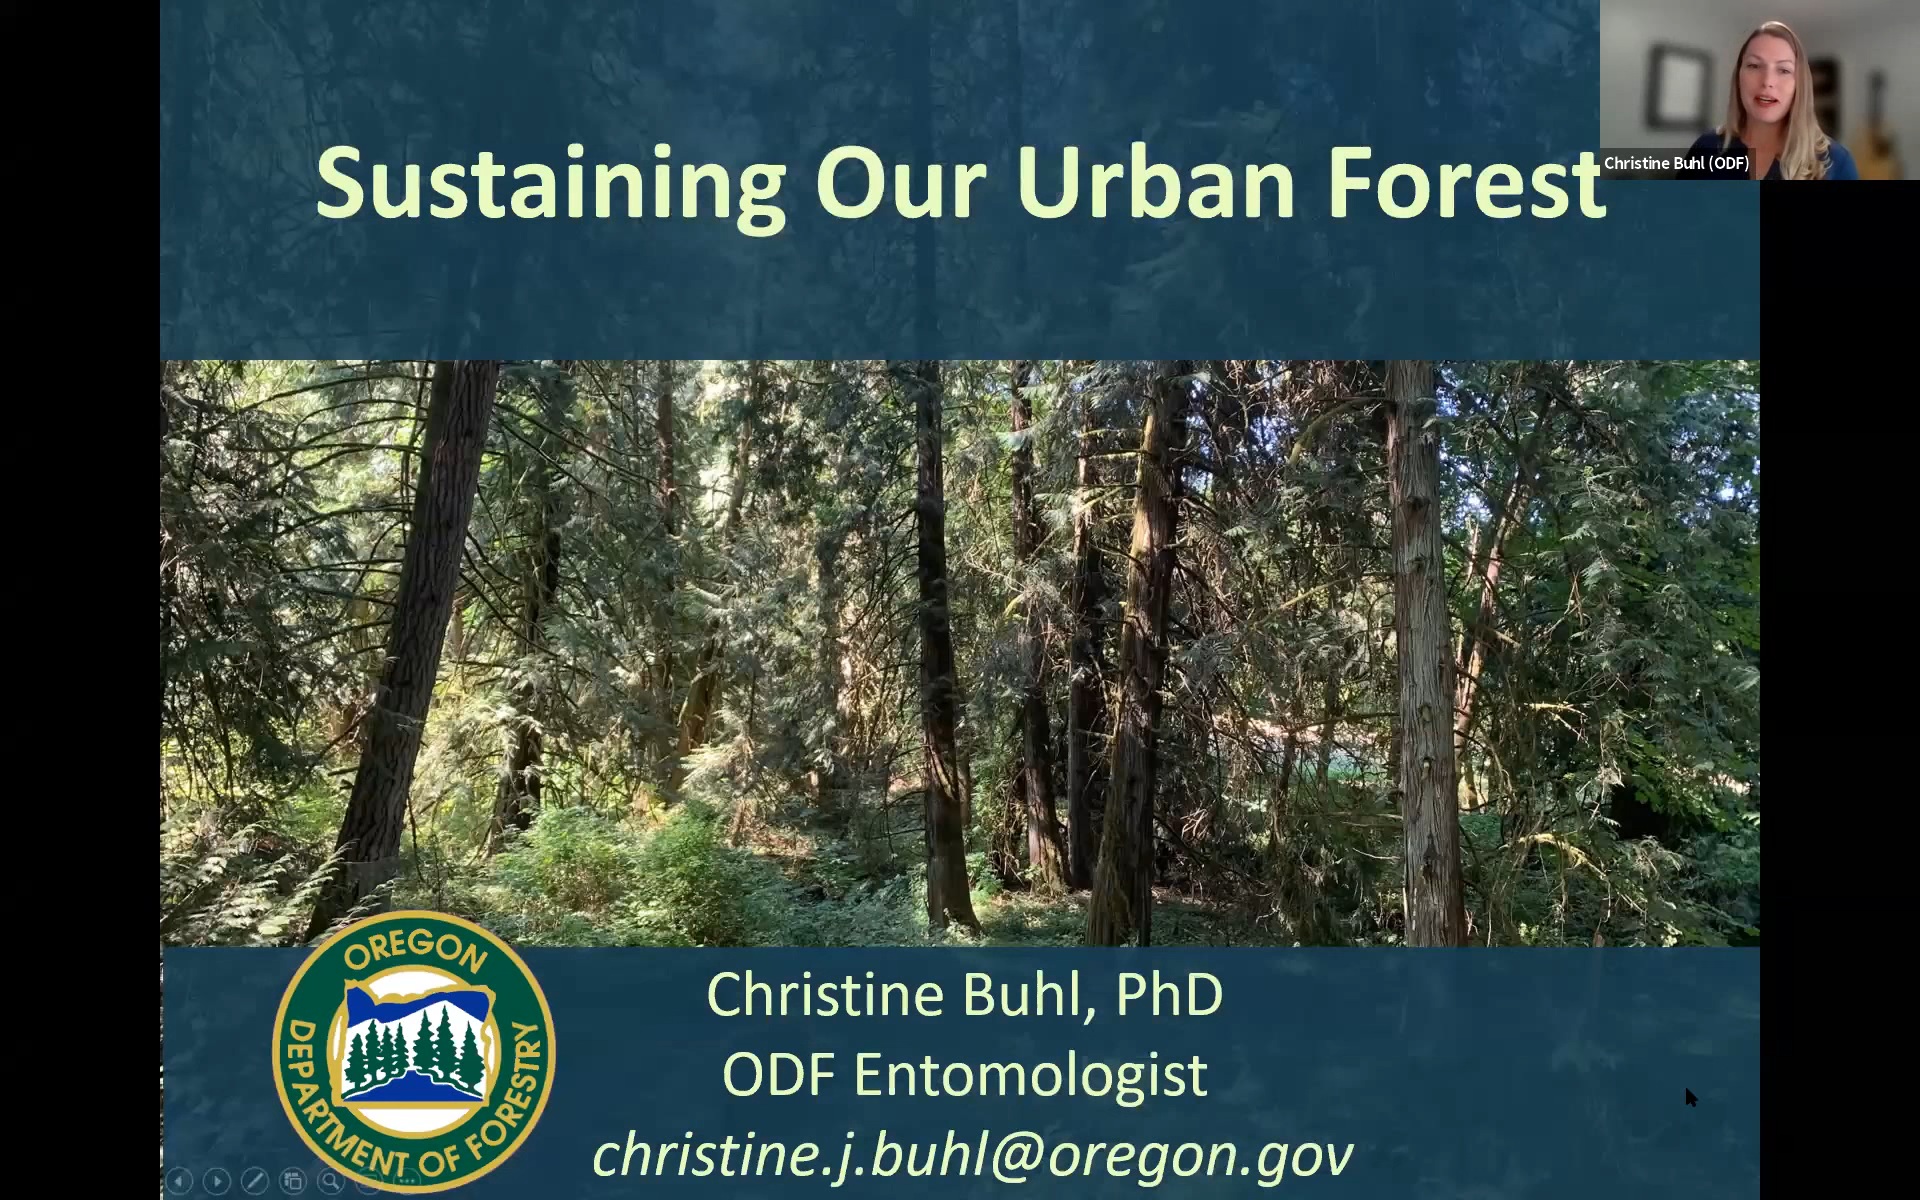 Sustaining Our Urban Forest
Christine Buhl (ODF)
OREGON
DEPARTMENT OF FORESTRY
Christine Buhl, PhD
ODF Entomologist
christine.j.buhl@oregon.gov